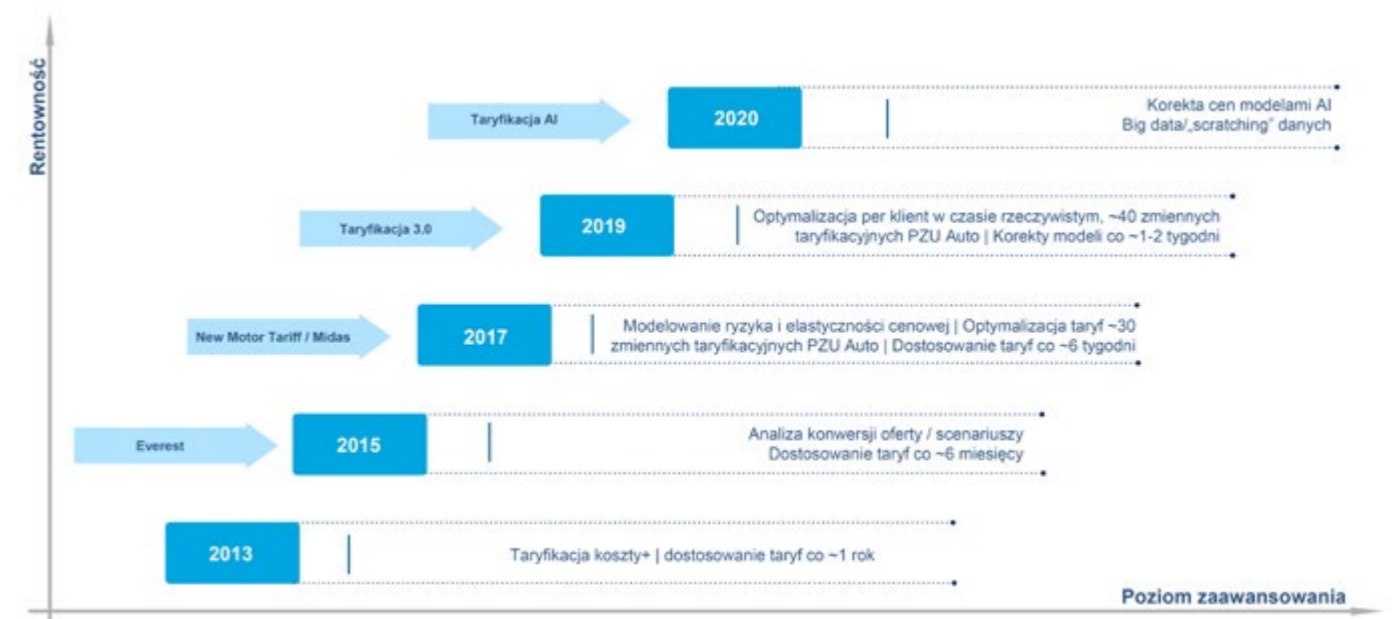 Rentowność
Taryfikacja AI
2020
Korekta cen modelami AI
Big data/„scratching” danych
Taryfikacja 3.0
2019
Optymalizacja per klient w czasie rzeczywistym, ~40 zmiennych
taryfikacyjnych PZU Auto | Korekty modeli co ~1-2 tygodni
New Motor Tariff / Midas
2017
Modelowanie ryzyka i elastyczności cenowej | Optymalizacja taryf ~30
zmiennych taryfikacyjnych PZU Auto | Dostosowanie taryf co ~6 tygodni
Everest
2015
Analiza konwersji oferty / scenariuszy
Dostosowanie taryf co ~6 miesięcy
2013
Taryfikacja koszty+ | dostosowanie taryf co ~1 rok
Poziom zaawansowania